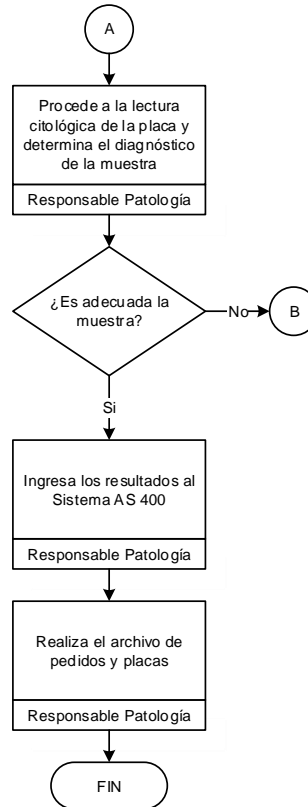 A
Procede a la lectura
citológica de la placa y
determina el diagnóstico
de la muestra
Responsable Patología
¿Es adecuada la
muestra?
No
B
Si
Ingresa los resultados al
Sistema AS 400
Responsable Patología
Realiza el archivo de
pedidos y placas
Responsable Patología
FIN